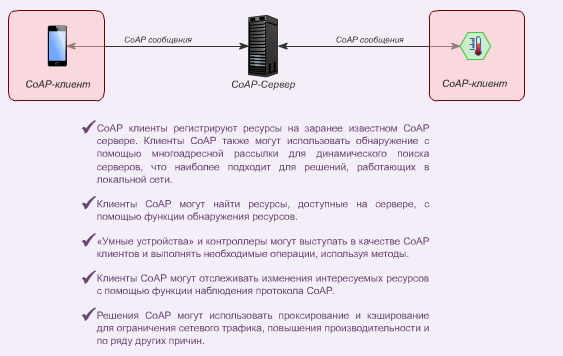 CoAP сообщения
CoAP сообщения
CoAP-клиент
CoAP-Сервер
CoAP-клиент
CoAP клиенты регистрируют ресурсы на заранее известном CoAP
сервере. Клиенты CoAP также могут использовать обнаружение с
помощью многоадресной рассылки для динамического поиска
серверов, что наиболее подходит для решений, работающих в
локальной сети.
Клиенты CoAP могут найти ресурсы, доступные на сервере, с
помощью функции обнаружения ресурсов.
«Умные устройства» и контроллеры могут выступать в качестве CoAP
клиентов и выполнять необходимые операции, используя методы.
Клиенты CoAP могут отслеживать изменения интересуемых ресурсов
с помощью функции наблюдения протокола CoAP.
Решения CoAP могут использовать проксирование и кэширование
для ограничения сетевого трафика, повышения производительности и
по ряду других причин.